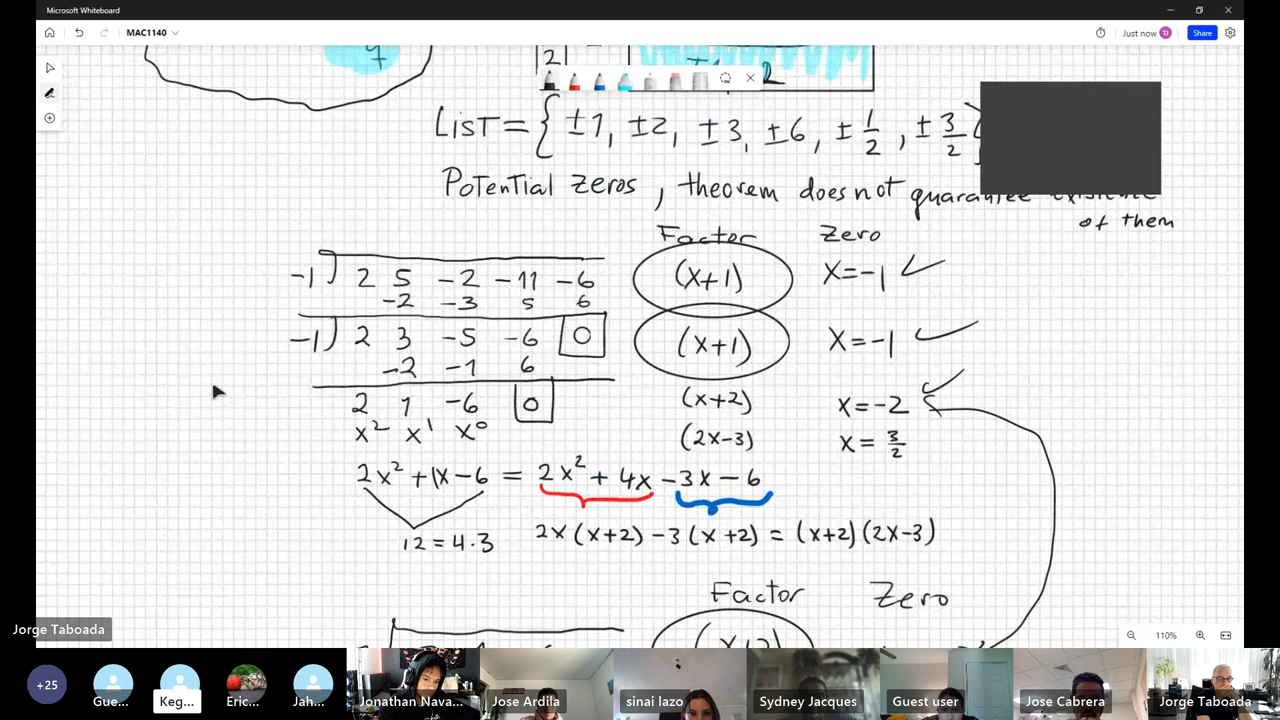 Microsoft Whiteboard
MAC1140
Just now TJ Share
7
2
2
LiST = { ±1, ±2, ±3, ±6, ±1/2, ±3/2
Potential Zeros, theorem does not guarantee existence
of them
Factor Zero
-1 2 5 -2 -11 -6 (x+1) x=-1 ✓
-2 -3 5 6
-1 2 3 -5 -6 0 (x+1) x=-1 ✓
-2 -1 6
2 1 -6 0 (x+2) x=-2 ✓
x² x¹ x⁰ (2x-3) x=3/2
2x²+1x-6 = 2x²+4x-3x-6
12=4·3 2x(x+2)-3(x+2)=(x+2)(2x-3)
Factor Zero
Jorge Taboada
110%
+25 Gue... Keg... Eric... Jah... Jonathan Nava... Jose Ardila sinai lazo Sydney Jacques Guest user Jose Cabrera Jorge Taboada